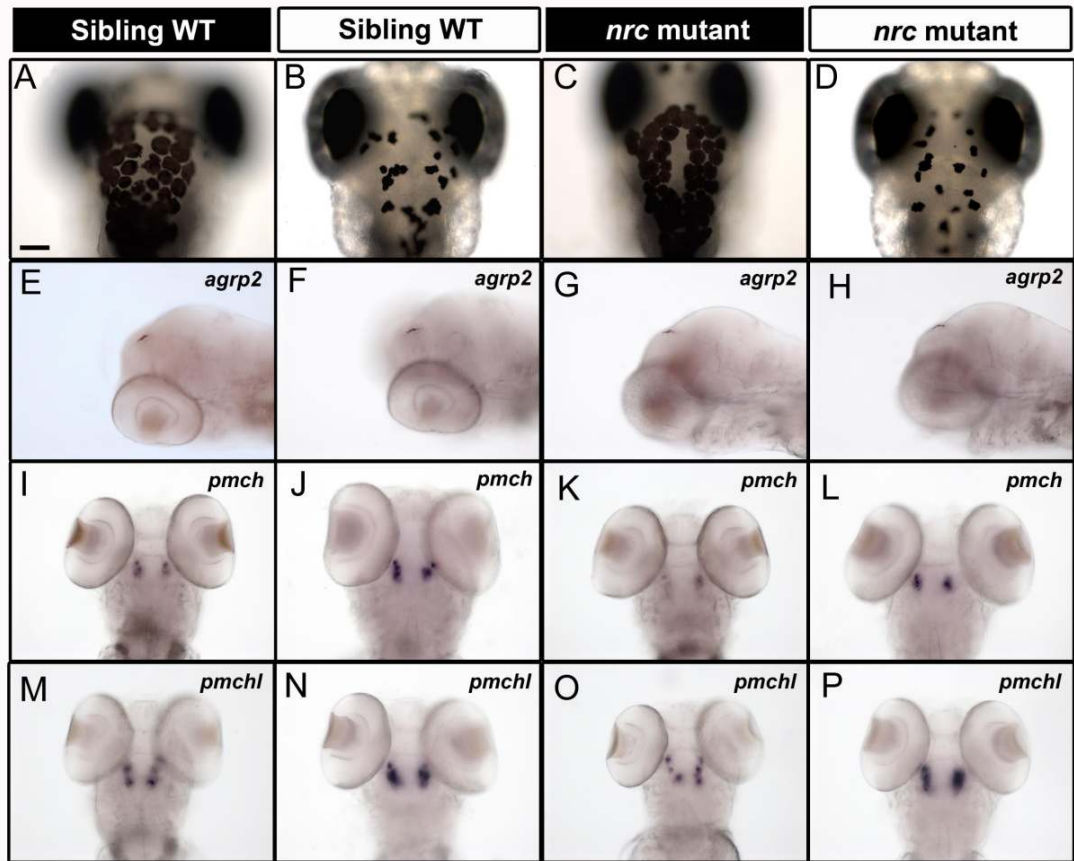 Sibling WT
Sibling WT
nrc mutant
nrc mutant
A
B
C
D
E
agrp2
F
agrp2
G
agrp2
H
agrp2
I
pmch
J
pmch
K
pmch
L
pmch
M
pmchl
N
pmchl
O
pmchl
P
pmchl